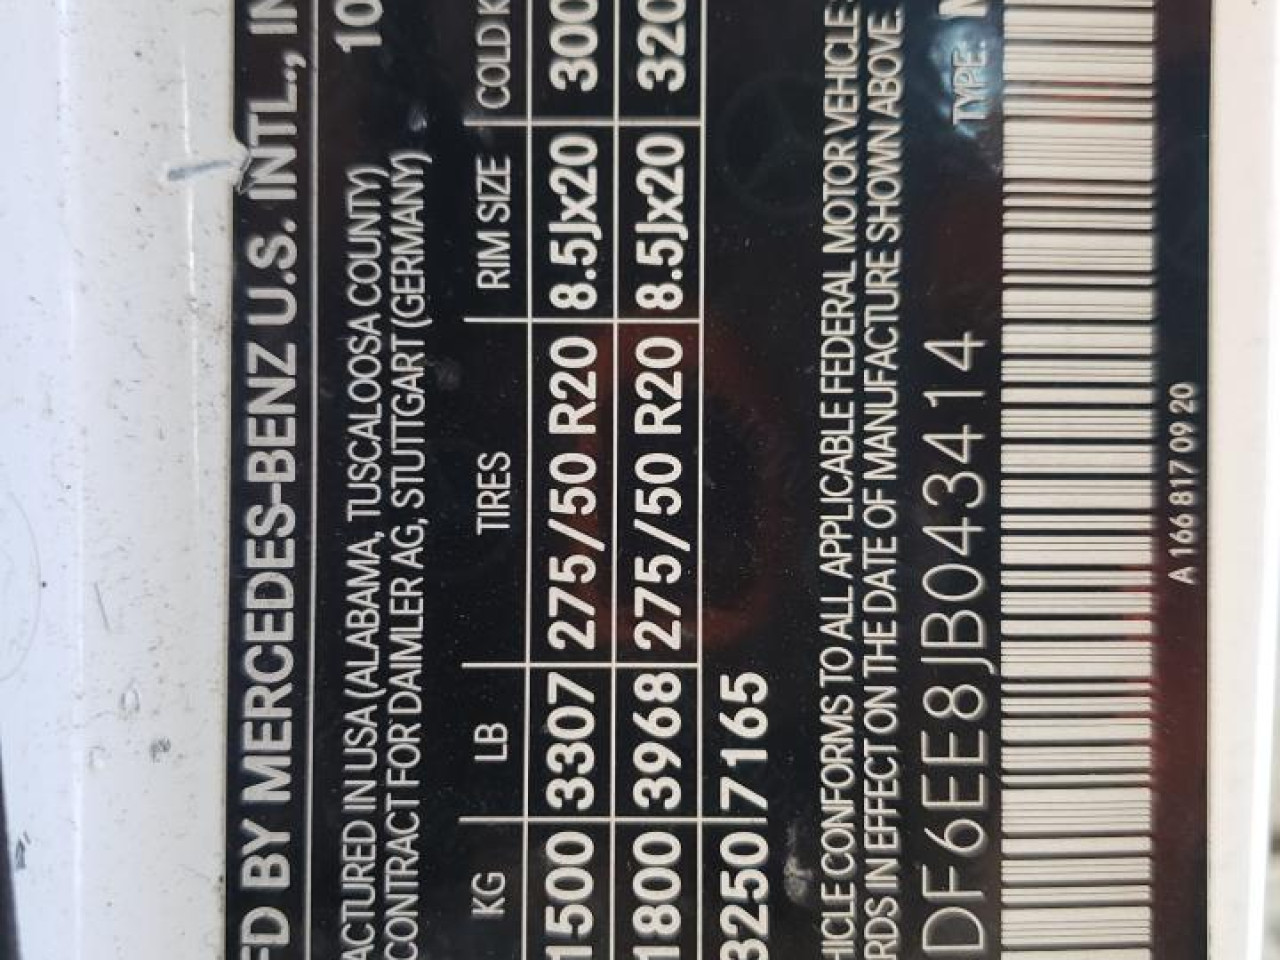 FD BY MERCEDES-BENZ U.S. INTL., IN
10
ACTURED IN USA (ALABAMA, TUSCALOOSA COUNTY)
CONTRACT FOR DAIMLER AG, STUTTGART (GERMANY)
KG LB TIRES RIM SIZE COLD K
1500 3307 275/50 R20 8.5Jx20 300
1800 3968 275/50 R20 8.5Jx20 320
3250 7165
HICLE CONFORMS TO ALL APPLICABLE FEDERAL MOTOR VEHICLE
RDS IN EFFECT ON THE DATE OF MANUFACTURE SHOWN ABOVE.
DF6EE8JB043414 TYPE:
A 166 817 09 20